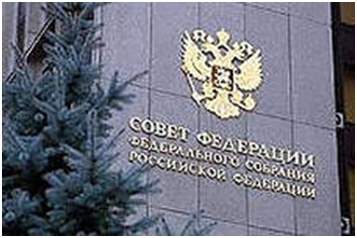 СОВЕТ ФЕДЕРАЦИИ
ФЕДЕРАЛЬНОГО СОБРАНИЯ
РОССИЙСКОЙ ФЕДЕРАЦИИ